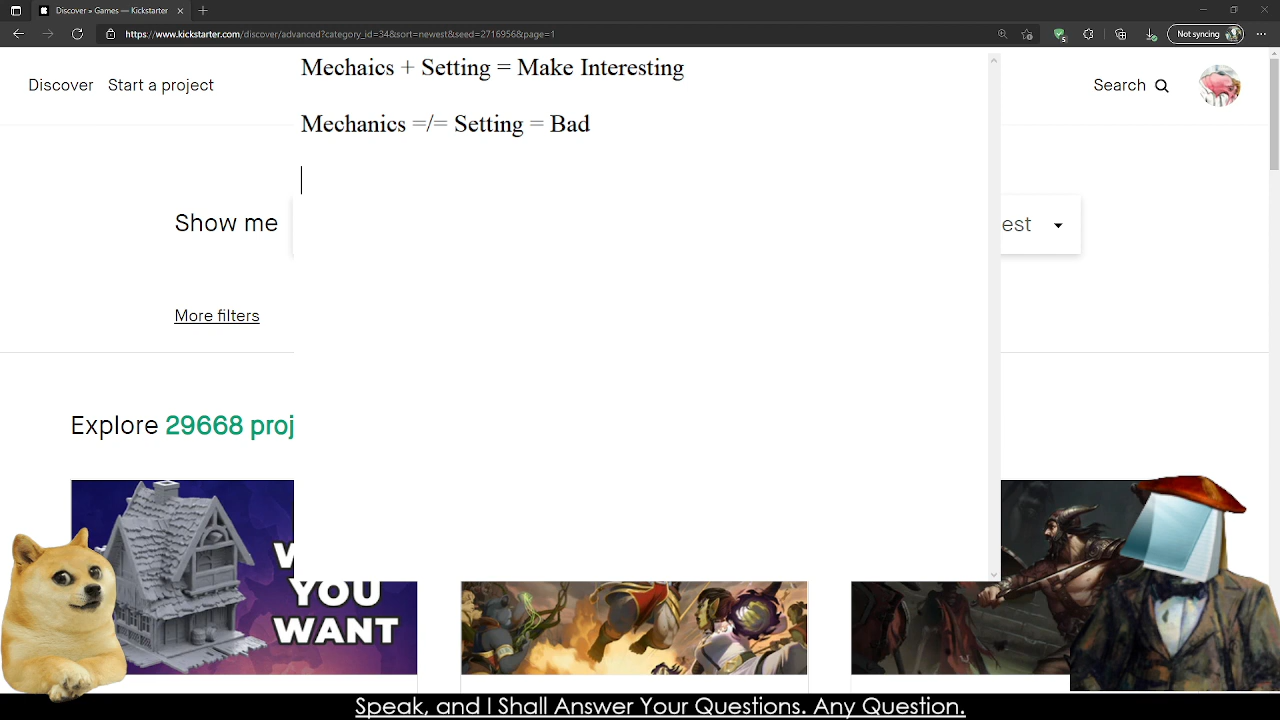 Discover » Games — Kickstarter
https://www.kickstarter.com/discover/advanced?category_id=34&sort=newest&seed=2716956&page=1
Not syncing
Discover Start a project
Search
Mechaics + Setting = Make Interesting
Mechanics =/= Setting = Bad
Show me
est
More filters
Explore 29668 proj
W
YOU
WANT
Speak, and I Shall Answer Your Questions. Any Question.